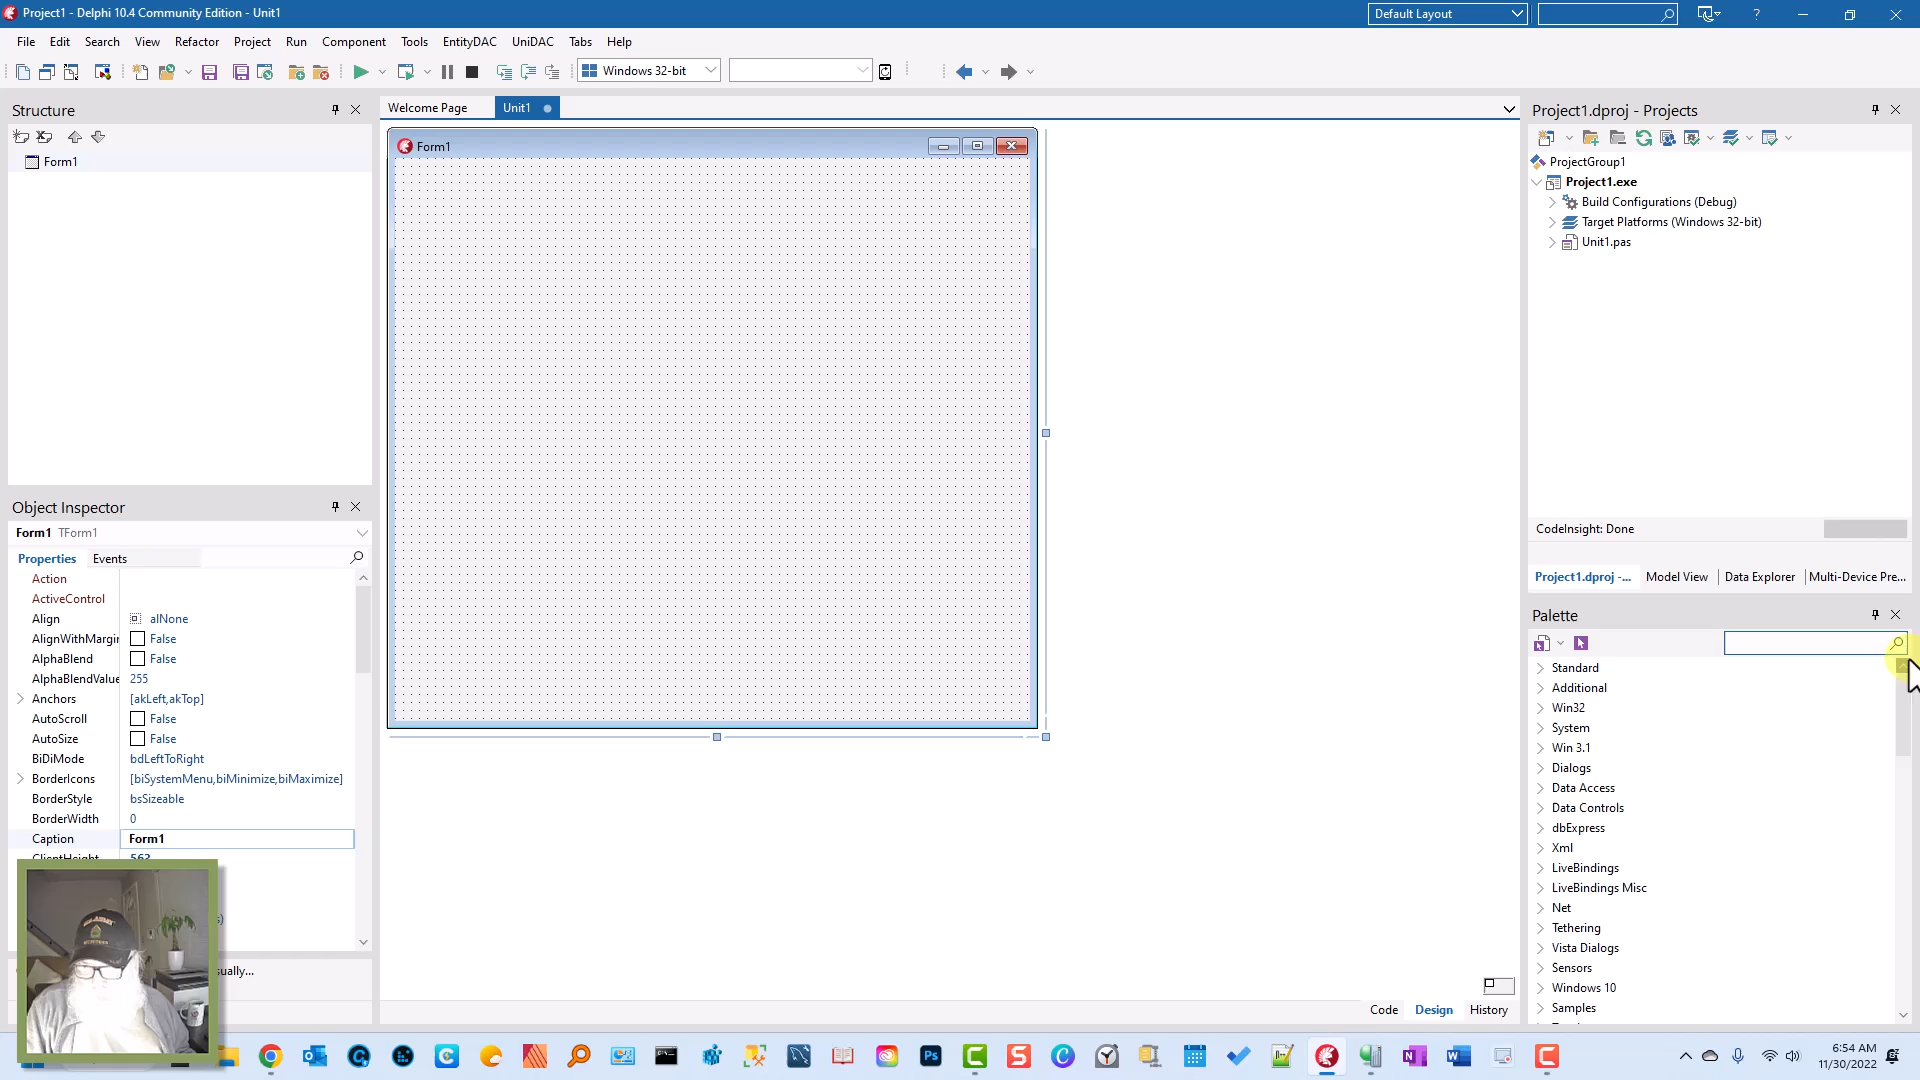 Project1 - Delphi 10.4 Community Edition - Unit1
Default Layout
?
File Edit Search View Refactor Project Run Component Tools EntityDAC UniDAC Tabs Help
Windows 32-bit
Structure
Form1
Welcome Page
Unit1
Form1
Project1.dproj - Projects
ProjectGroup1
Project1.exe
Build Configurations (Debug)
Target Platforms (Windows 32-bit)
Unit1.pas
CodeInsight: Done
Project1.dproj -... Model View Data Explorer Multi-Device Pre...
Object Inspector
Form1 TForm1
Properties Events
Action
ActiveControl
Align alNone
AlignWithMargin False
AlphaBlend False
AlphaBlendValue 255
Anchors [akLeft,akTop]
AutoScroll False
AutoSize False
BiDiMode bdLeftToRight
BorderIcons [biSystemMenu,biMinimize,biMaximize]
BorderStyle bsSizeable
BorderWidth 0
Caption Form1
ClientHeight 563
Palette
Standard
Additional
Win32
System
Win 3.1
Dialogs
Data Access
Data Controls
dbExpress
Xml
LiveBindings
LiveBindings Misc
Net
Tethering
Vista Dialogs
Sensors
Windows 10
Samples
Code Design History
6:54 AM
11/30/2022